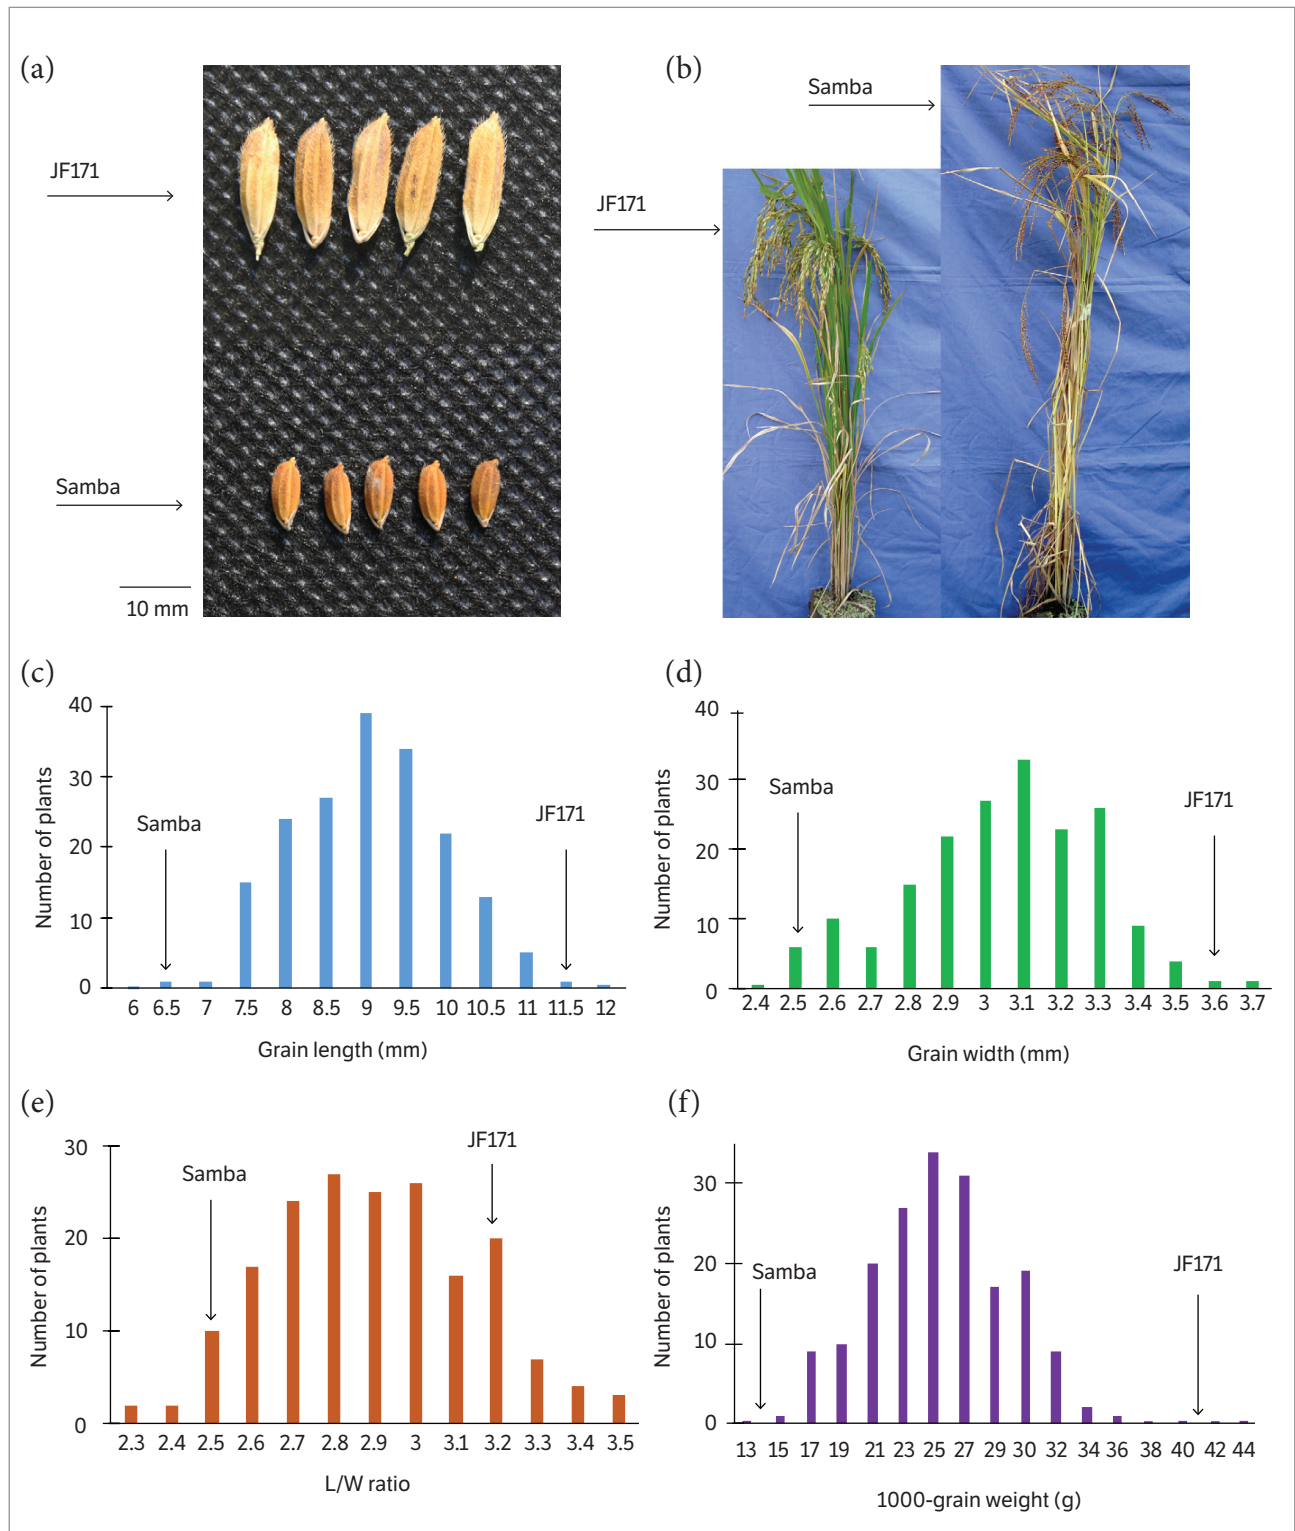 (a)
JF171
Samba
10 mm
(b)
Samba
JF171
(c)
Number of plants
40
30
20
10
0
Samba
JF171
6 6.5 7 7.5 8 8.5 9 9.5 10 10.5 11 11.5 12
Grain length (mm)
(d)
Number of plants
40
30
20
10
0
Samba
JF171
2.4 2.5 2.6 2.7 2.8 2.9 3 3.1 3.2 3.3 3.4 3.5 3.6 3.7
Grain width (mm)
(e)
Number of plants
30
20
10
0
Samba
JF171
2.3 2.4 2.5 2.6 2.7 2.8 2.9 3 3.1 3.2 3.3 3.4 3.5
L/W ratio
(f)
Number of plants
30
20
10
0
Samba
JF171
13 15 17 19 21 23 25 27 29 30 32 34 36 38 40 42 44
1000-grain weight (g)